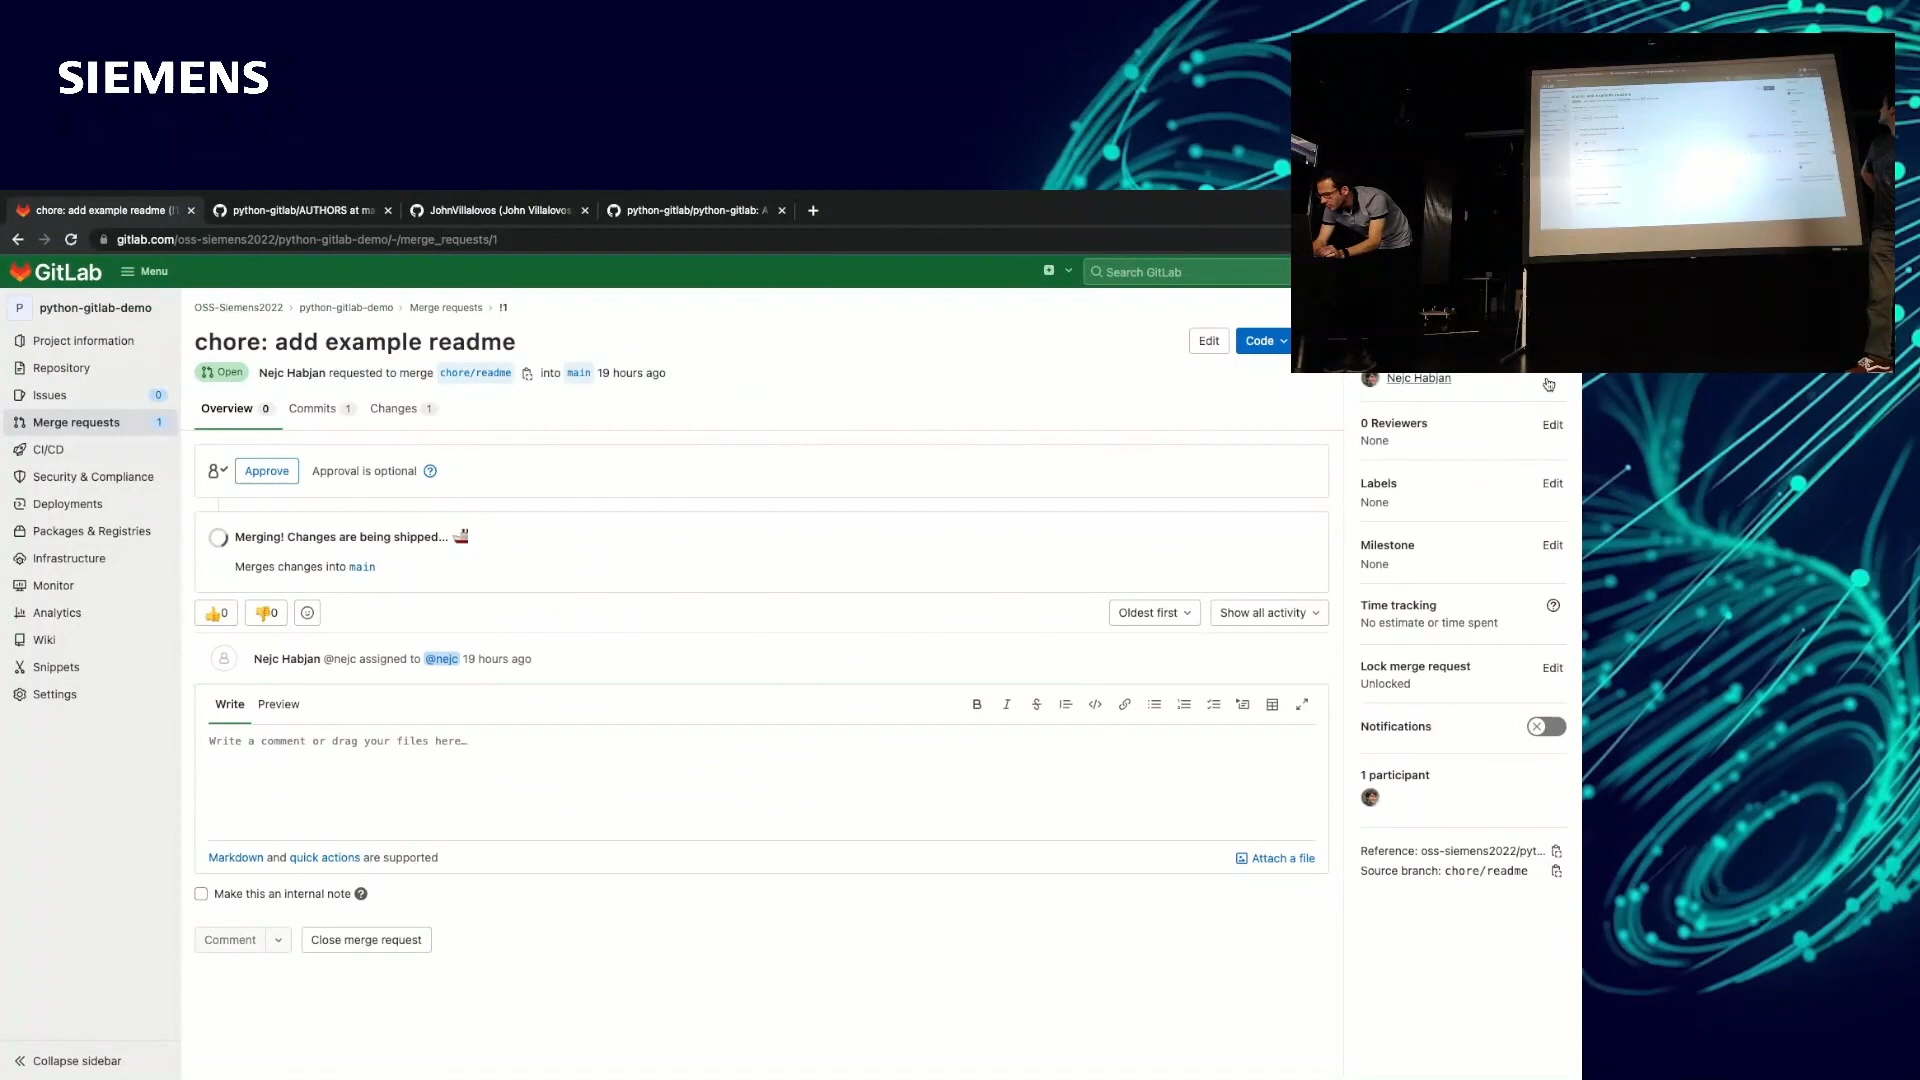 SIEMENS
chore: add example readme (!1
python-gitlab/AUTHORS at ma
JohnVillalovos (John Villalovos
python-gitlab/python-gitlab: A
gitlab.com/oss-siemens2022/python-gitlab-demo/-/merge_requests/1
GitLab
Menu
Search GitLab
P python-gitlab-demo
Project information
Repository
Issues 0
Merge requests 1
CI/CD
Security & Compliance
Deployments
Packages & Registries
Infrastructure
Monitor
Analytics
Wiki
Snippets
Settings
Collapse sidebar
OSS-Siemens2022 › python-gitlab-demo › Merge requests › !1
chore: add example readme
Edit
Code
Open Nejc Habjan requested to merge chore/readme into main 19 hours ago
Overview 0 Commits 1 Changes 1
Approve Approval is optional
Merging! Changes are being shipped...
Merges changes into main
0
0
Oldest first
Show all activity
Nejc Habjan @nejc assigned to @nejc 19 hours ago
Write Preview
Write a comment or drag your files here…
Markdown and quick actions are supported
Attach a file
Make this an internal note
Comment
Close merge request
Nejc Habjan
0 Reviewers Edit
None
Labels Edit
None
Milestone Edit
None
Time tracking
No estimate or time spent
Lock merge request Edit
Unlocked
Notifications
1 participant
Reference: oss-siemens2022/pyt...
Source branch: chore/readme